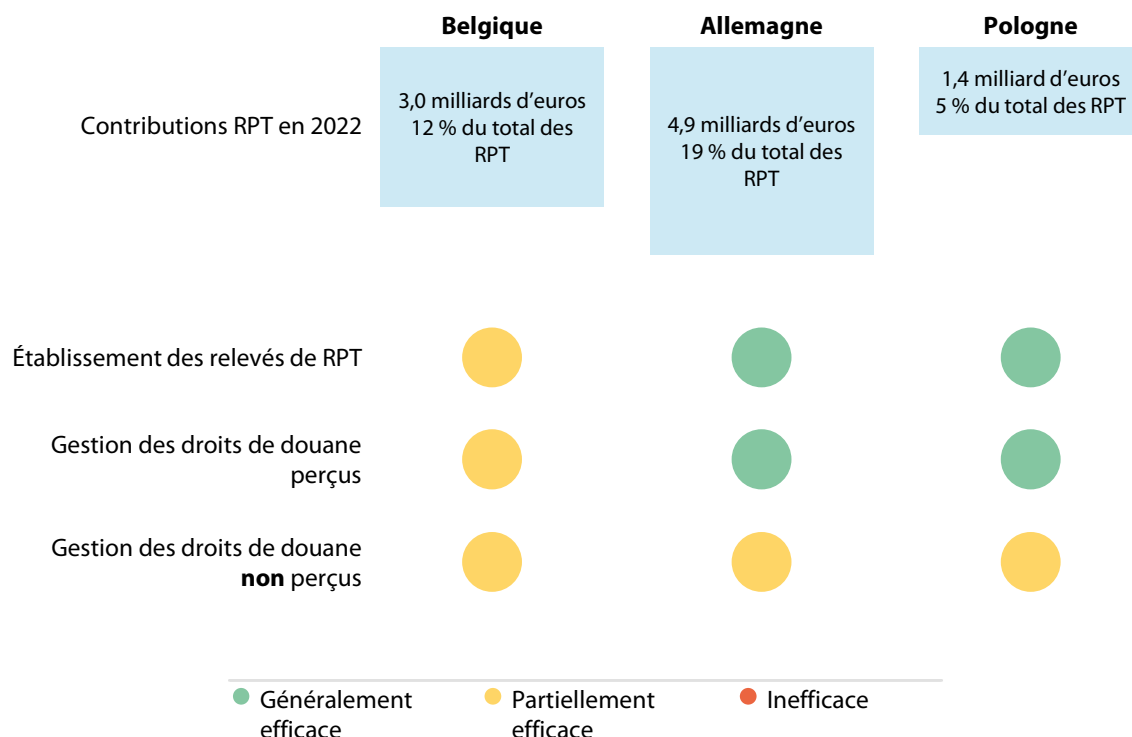 Belgique Allemagne Pologne
Contributions RPT en 2022
3,0 milliards d’euros
12 % du total des
RPT
4,9 milliards d’euros
19 % du total des
RPT
1,4 milliard d’euros
5 % du total des RPT
Établissement des relevés de RPT
Gestion des droits de douane
perçus
Gestion des droits de douane
non perçus
Généralement
efficace
Partiellement
efficace
Inefficace